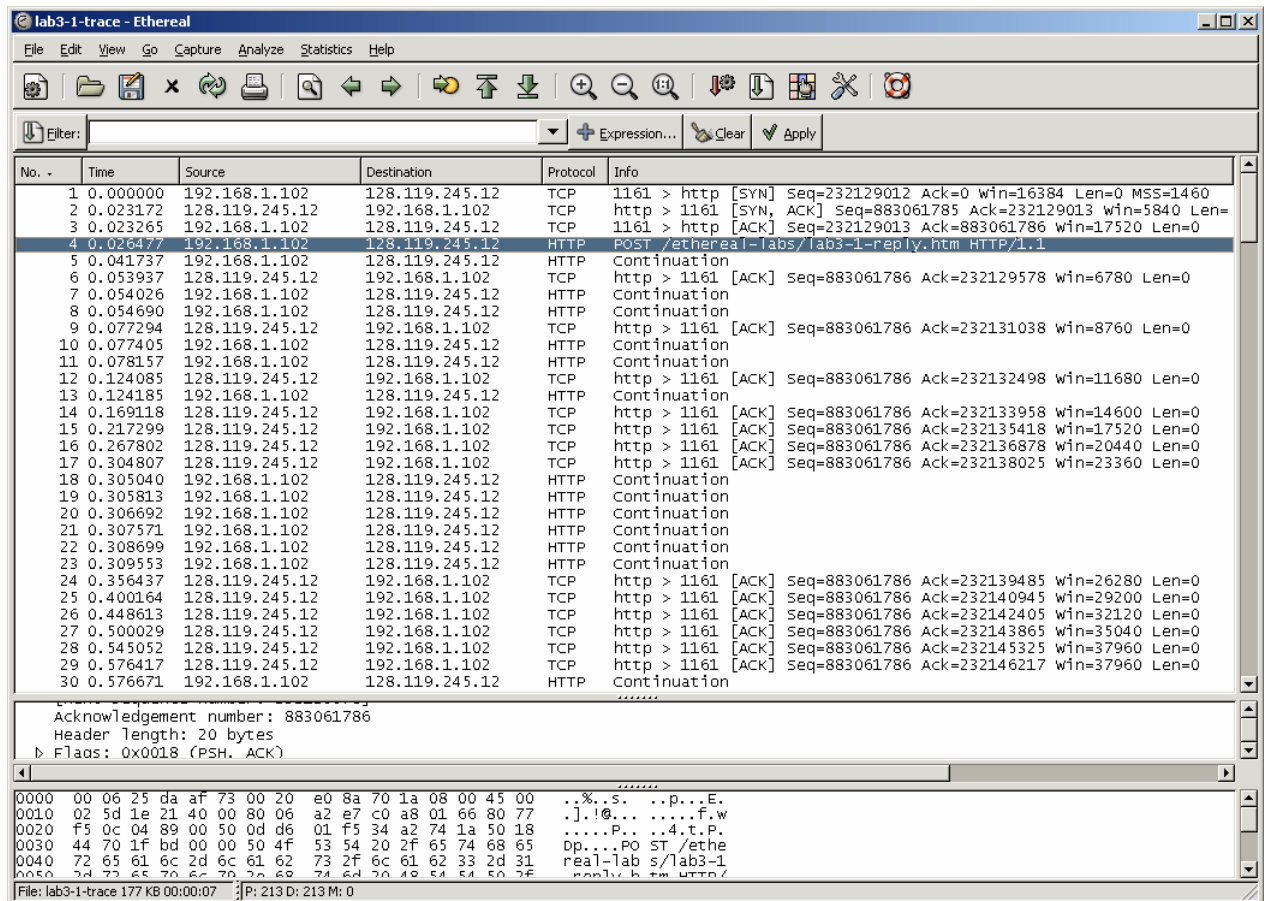 lab3-1-trace - Ethereal
File Edit View Go Capture Analyze Statistics Help
Filter: Expression... Clear Apply
No. Time Source Destination Protocol Info
1 0.000000 192.168.1.102 128.119.245.12 TCP 1161 > http [SYN] Seq=232129012 Ack=0 Win=16384 Len=0 MSS=1460
2 0.023172 128.119.245.12 192.168.1.102 TCP http > 1161 [SYN, ACK] Seq=883061785 Ack=232129013 Win=5840 Len=
3 0.023265 192.168.1.102 128.119.245.12 TCP 1161 > http [ACK] Seq=232129013 Ack=883061786 Win=17520 Len=0
4 0.026477 192.168.1.102 128.119.245.12 HTTP POST /ethereal-labs/lab3-1-reply.htm HTTP/1.1
5 0.041737 192.168.1.102 128.119.245.12 HTTP Continuation
6 0.053937 128.119.245.12 192.168.1.102 TCP http > 1161 [ACK] Seq=883061786 Ack=232129578 Win=6780 Len=0
7 0.054026 192.168.1.102 128.119.245.12 HTTP Continuation
8 0.054690 192.168.1.102 128.119.245.12 HTTP Continuation
9 0.077294 128.119.245.12 192.168.1.102 TCP http > 1161 [ACK] Seq=883061786 Ack=232131038 Win=8760 Len=0
10 0.077405 192.168.1.102 128.119.245.12 HTTP Continuation
11 0.078157 192.168.1.102 128.119.245.12 HTTP Continuation
12 0.124085 128.119.245.12 192.168.1.102 TCP http > 1161 [ACK] Seq=883061786 Ack=232132498 Win=11680 Len=0
13 0.124185 192.168.1.102 128.119.245.12 HTTP Continuation
14 0.169118 128.119.245.12 192.168.1.102 TCP http > 1161 [ACK] Seq=883061786 Ack=232133958 Win=14600 Len=0
15 0.217299 128.119.245.12 192.168.1.102 TCP http > 1161 [ACK] Seq=883061786 Ack=232135418 Win=17520 Len=0
16 0.267802 128.119.245.12 192.168.1.102 TCP http > 1161 [ACK] Seq=883061786 Ack=232136878 Win=20440 Len=0
17 0.304807 128.119.245.12 192.168.1.102 TCP http > 1161 [ACK] Seq=883061786 Ack=232138025 Win=23360 Len=0
18 0.305040 192.168.1.102 128.119.245.12 HTTP Continuation
19 0.305813 192.168.1.102 128.119.245.12 HTTP Continuation
20 0.306692 192.168.1.102 128.119.245.12 HTTP Continuation
21 0.307571 192.168.1.102 128.119.245.12 HTTP Continuation
22 0.308699 192.168.1.102 128.119.245.12 HTTP Continuation
23 0.309553 192.168.1.102 128.119.245.12 HTTP Continuation
24 0.356437 128.119.245.12 192.168.1.102 TCP http > 1161 [ACK] Seq=883061786 Ack=232139485 Win=26280 Len=0
25 0.400164 128.119.245.12 192.168.1.102 TCP http > 1161 [ACK] Seq=883061786 Ack=232140945 Win=29200 Len=0
26 0.448613 128.119.245.12 192.168.1.102 TCP http > 1161 [ACK] Seq=883061786 Ack=232142405 Win=32120 Len=0
27 0.500029 128.119.245.12 192.168.1.102 TCP http > 1161 [ACK] Seq=883061786 Ack=232143865 Win=35040 Len=0
28 0.545052 128.119.245.12 192.168.1.102 TCP http > 1161 [ACK] Seq=883061786 Ack=232145325 Win=37960 Len=0
29 0.576417 128.119.245.12 192.168.1.102 TCP http > 1161 [ACK] Seq=883061786 Ack=232146217 Win=37960 Len=0
30 0.576671 192.168.1.102 128.119.245.12 HTTP Continuation
Acknowledgement number: 883061786
Header length: 20 bytes
Flags: 0x0018 (PSH, ACK)
0000 00 06 25 da af 73 00 20 e0 8a 70 1a 08 00 45 00 ..%..s. ..p...E.
0010 02 5d 1e 21 40 00 80 06 a2 e7 c0 a8 01 66 80 77 .].!@... .....f.w
0020 f5 0c 04 89 00 50 0d d6 01 f5 34 a2 74 1a 50 18 .....P.. ..4.t.P.
0030 44 70 1f bd 00 00 50 4f 53 54 20 2f 65 74 68 65 Dp....PO ST /ethe
0040 72 65 61 6c 2d 6c 61 62 73 2f 6c 61 62 33 2d 31 real-lab s/lab3-1
0050 2d 72 65 70 6c 79 2e 68 74 6d 20 48 54 54 50 2f -reply.h tm HTTP/
File: lab3-1-trace 177 KB 00:00:07 P: 213 D: 213 M: 0